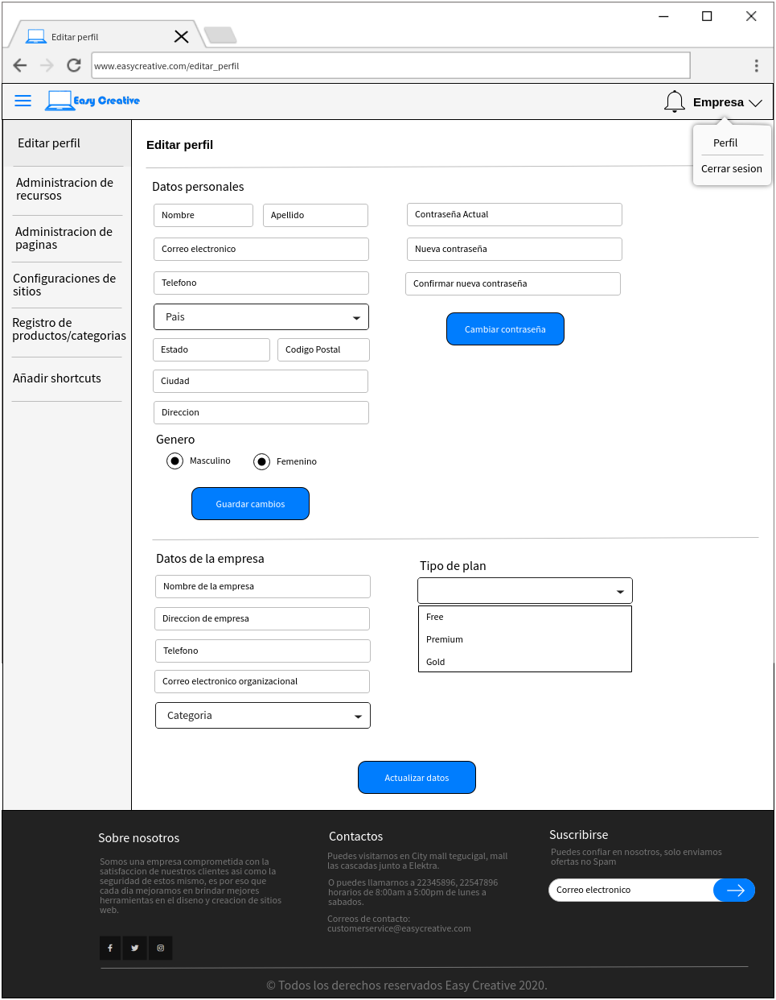 Editar perfil
www.easycreative.com/editar_perfil
Easy Creative
Empresa
Perfil
Cerrar sesion
Editar perfil
Administracion de
recursos
Administracion de
paginas
Configuraciones de
sitios
Registro de
productos/categorias
Añadir shortcuts
Editar perfil
Datos personales
Nombre
Apellido
Correo electronico
Telefono
Pais
Estado
Codigo Postal
Ciudad
Direccion
Genero
Masculino
Femenino
Guardar cambios
Contraseña Actual
Nueva contraseña
Confirmar nueva contraseña
Cambiar contraseña
Datos de la empresa
Nombre de la empresa
Direccion de empresa
Telefono
Correo electronico organizacional
Categoria
Tipo de plan
Free
Premium
Gold
Actualizar datos
Sobre nosotros
Somos una empresa comprometida con la
satisfaccion de nuestros clientes asi como la
seguridad de estos mismo, es por eso que
cada dia mejoramos en brindar mejores
herramientas en el diseno y creacion de sitios
web.
Contactos
Puedes visitarnos en City mall tegucigal, mall
las cascadas junto a Elektra.
O puedes llamarnos a 22345896, 22547896
horarios de 8:00am a 5:00pm de lunes a
sabados.
Correos de contacto:
customerservice@easycreative.com
Suscribirse
Puedes confiar en nosotros, solo enviamos
ofertas no Spam
Correo electronico
© Todos los derechos reservados Easy Creative 2020.